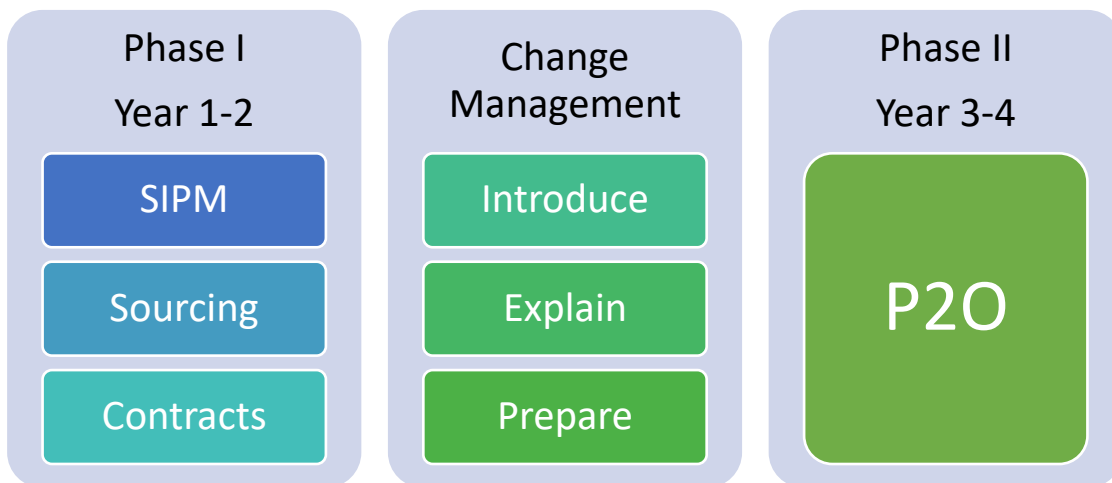 Phase I
Year 1-2
SIPM
Sourcing
Contracts
Change
Management
Introduce
Explain
Prepare
Phase II
Year 3-4
P2O